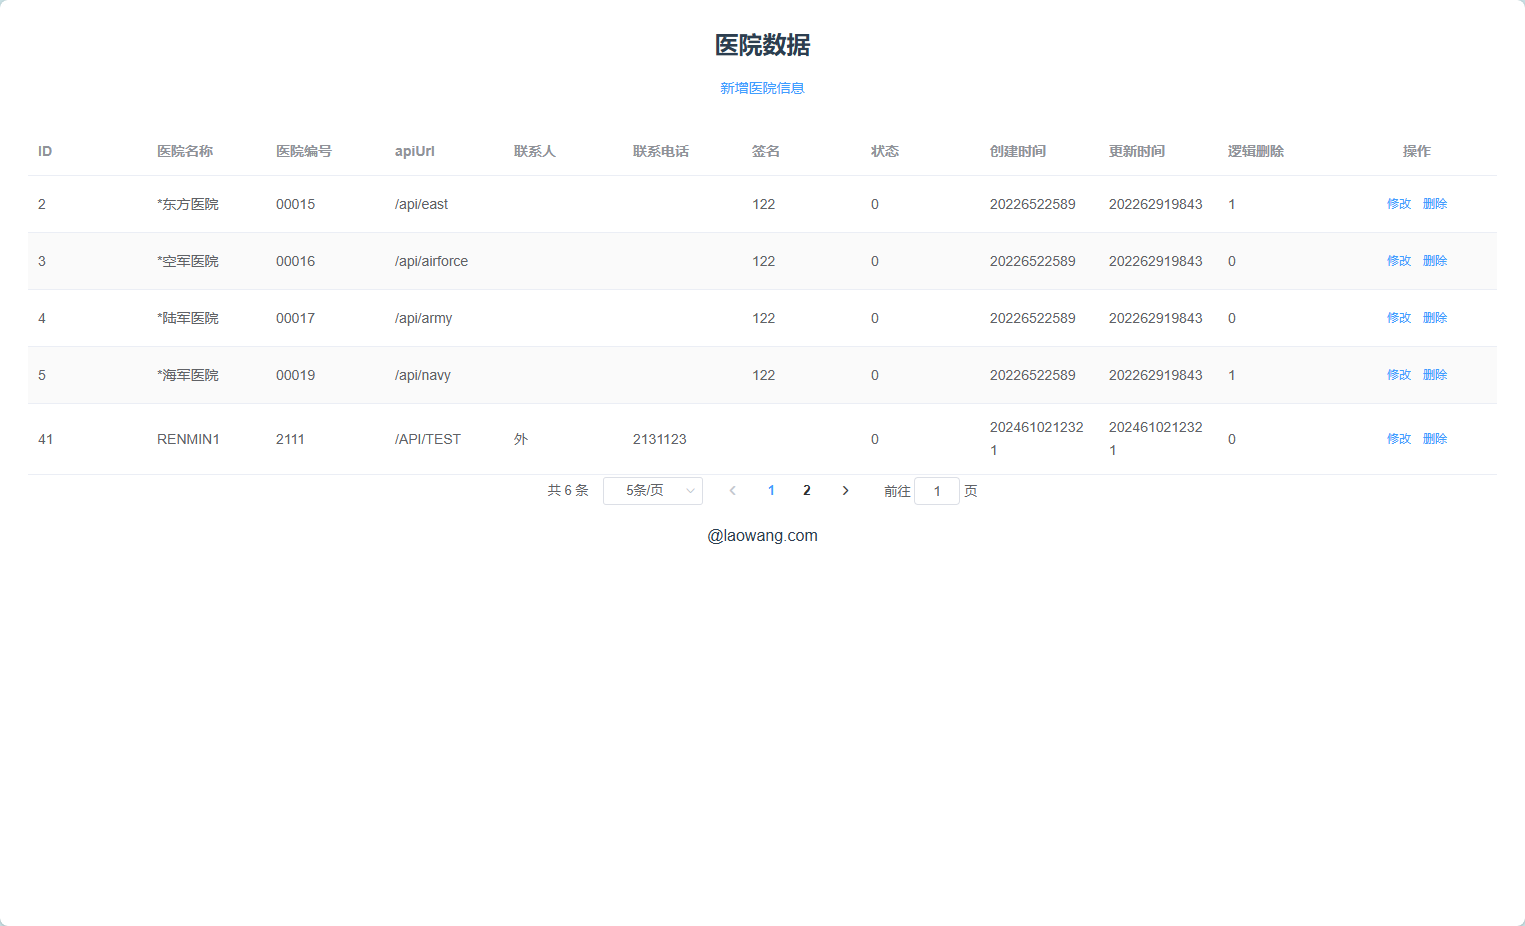 医院数据
新增医院信息
ID 医院名称 医院编号 apiUrl 联系人 联系电话 签名 状态 创建时间 更新时间 逻辑删除 操作
2 *东方医院 00015 /api/east 122 0 20226522589 202262919843 1 修改 删除
3 *空军医院 00016 /api/airforce 122 0 20226522589 202262919843 0 修改 删除
4 *陆军医院 00017 /api/army 122 0 20226522589 202262919843 0 修改 删除
5 *海军医院 00019 /api/navy 122 0 20226522589 202262919843 1 修改 删除
41 RENMIN1 2111 /API/TEST 外 2131123 0 2024610212321 2024610212321 0 修改 删除
共 6 条 5条/页 1 2 前往 1 页
@laowang.com